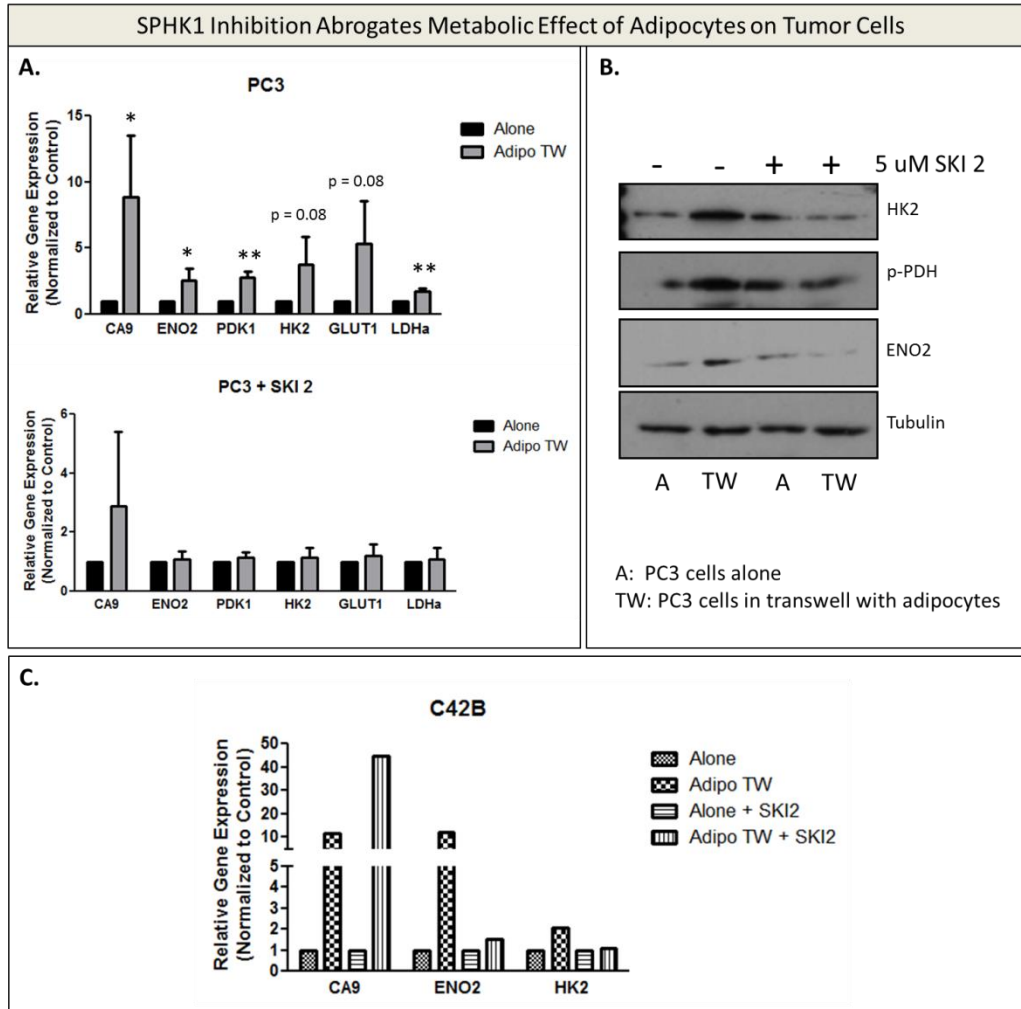 SPHK1 Inhibition Abrogates Metabolic Effect of Adipocytes on Tumor Cells
A.
PC3
Relative Gene Expression
(Normalized to Control)
15
10
5
0
*
*
**
p = 0.08
p = 0.08
**
Alone
Adipo TW
CA9 ENO2 PDK1 HK2 GLUT1 LDHa
PC3 + SKI 2
Relative Gene Expression
(Normalized to Control)
6
4
2
0
Alone
Adipo TW
CA9 ENO2 PDK1 HK2 GLUT1 LDHa
B.
- - + + 5 uM SKI 2
HK2
p-PDH
ENO2
Tubulin
A TW A TW
A: PC3 cells alone
TW: PC3 cells in transwell with adipocytes
C.
C42B
Relative Gene Expression
(Normalized to Control)
50
40
30
20
10
5
4
3
2
1
0
Alone
Adipo TW
Alone + SKI2
Adipo TW + SKI2
CA9 ENO2 HK2